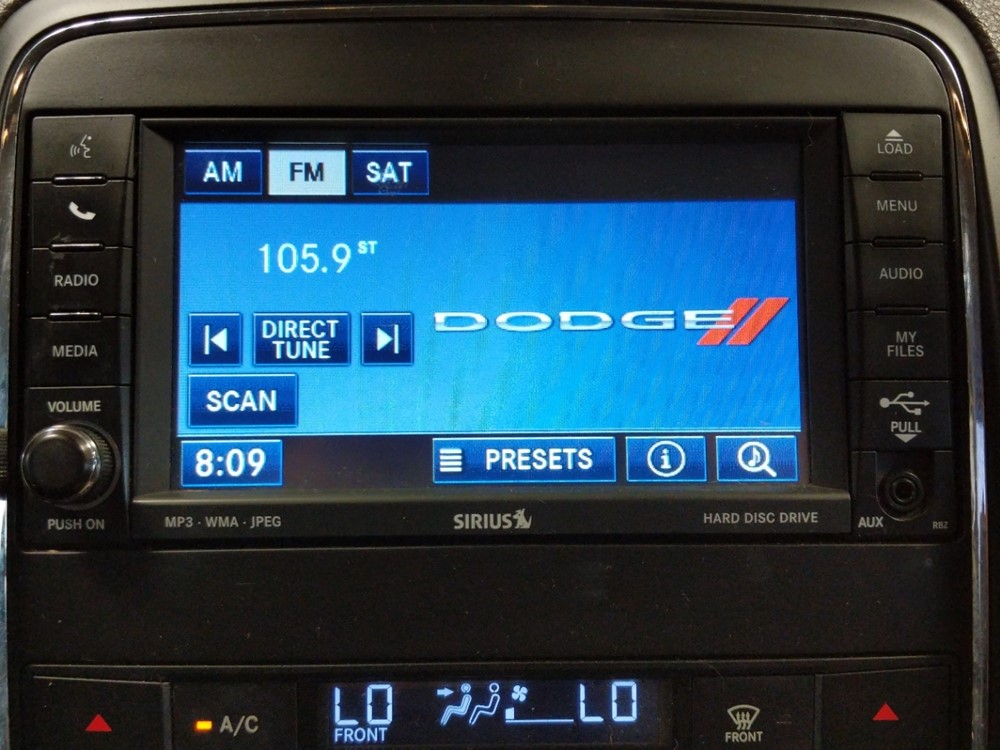 AM FM SAT
LOAD
MENU
105.9 ST
RADIO
AUDIO
DIRECT
TUNE
DODGE
MEDIA
MY
FILES
SCAN
VOLUME
PULL
8:09 PRESETS i
PUSH ON
MP3 · WMA · JPEG
SIRIUS
HARD DISC DRIVE
AUX
RBZ
A/C
LO
FRONT
LO
FRONT